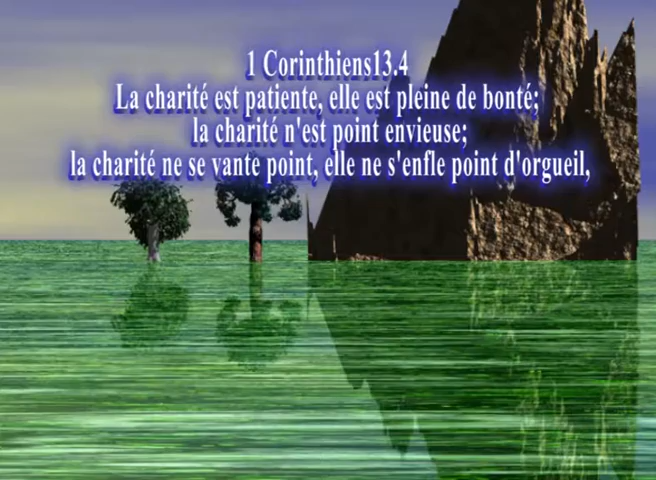 1 Corinthiens13.4
La charité est patiente, elle est pleine de bonté;
la charité n'est point envieuse;
la charité ne se vante point, elle ne s'enfle point d'orgueil,